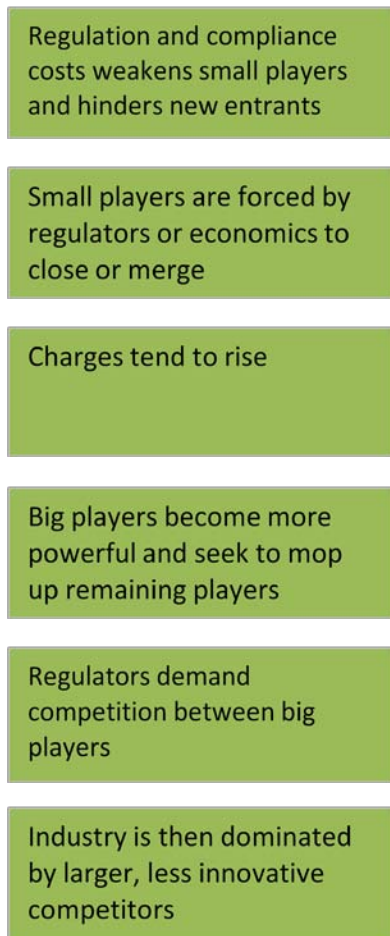 Regulation and compliance
costs weakens small players
and hinders new entrants
Small players are forced by
regulators or economics to
close or merge
Charges tend to rise
Big players become more
powerful and seek to mop
up remaining players
Regulators demand
competition between big
players
Industry is then dominated
by larger, less innovative
competitors